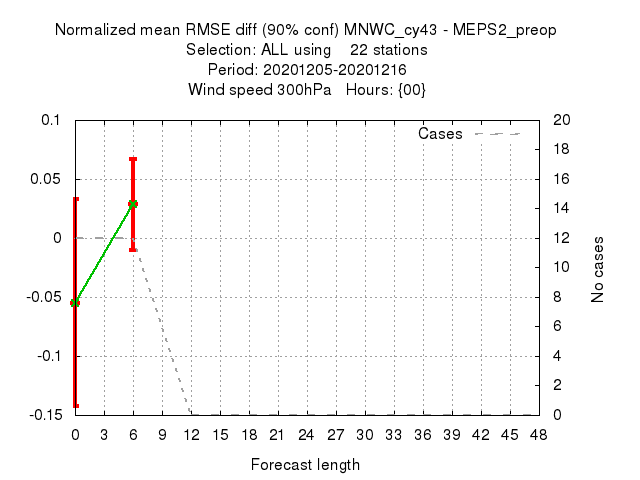 Normalized mean RMSE diff (90% conf) MNWC_cy43 - MEPS2_preop
Selection: ALL using 22 stations
Period: 20201205-20201216
Wind speed 300hPa Hours: {00}
0.1
0.05
0
-0.05
-0.1
-0.15
Cases
20
18
16
14
12
10
8
6
4
2
0
No cases
0 3 6 9 12 15 18 21 24 27 30 33 36 39 42 45 48
Forecast length